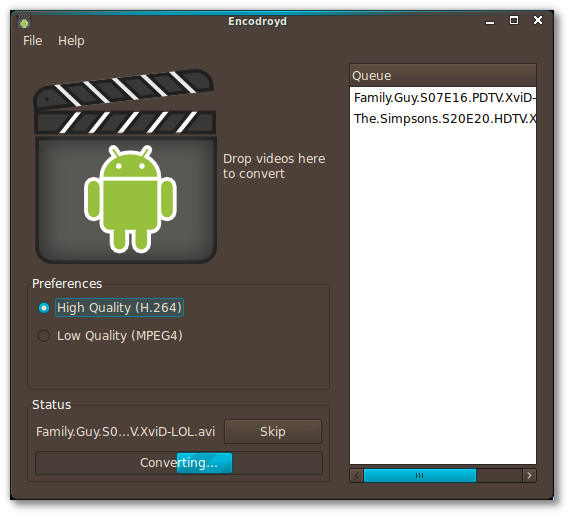 Encodroyd
File Help
Drop videos here
to convert
Preferences
High Quality (H.264)
Low Quality (MPEG4)
Status
Family.Guy.S0...V.XviD-LOL.avi
Skip
Converting...
Queue
Family.Guy.S07E16.PDTV.XviD-
The.Simpsons.S20E20.HDTV.X